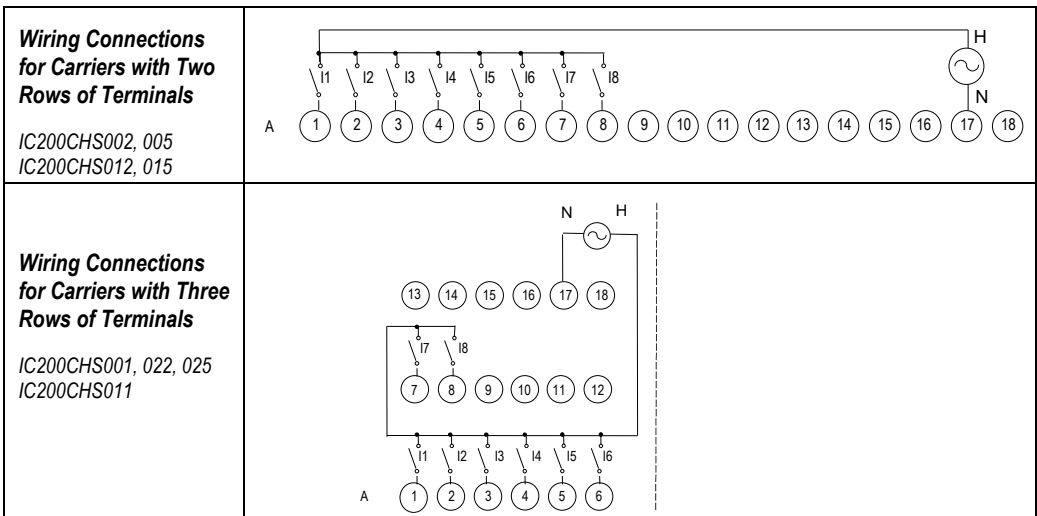 Wiring Connections
for Carriers with Two
Rows of Terminals
IC200CHS002, 005
IC200CHS012, 015
H
I1 I2 I3 I4 I5 I6 I7 I8
N
A 1 2 3 4 5 6 7 8 9 10 11 12 13 14 15 16 17 18
Wiring Connections
for Carriers with Three
Rows of Terminals
IC200CHS001, 022, 025
IC200CHS011
N H
13 14 15 16 17 18
I7 I8
7 8 9 10 11 12
I1 I2 I3 I4 I5 I6
A 1 2 3 4 5 6